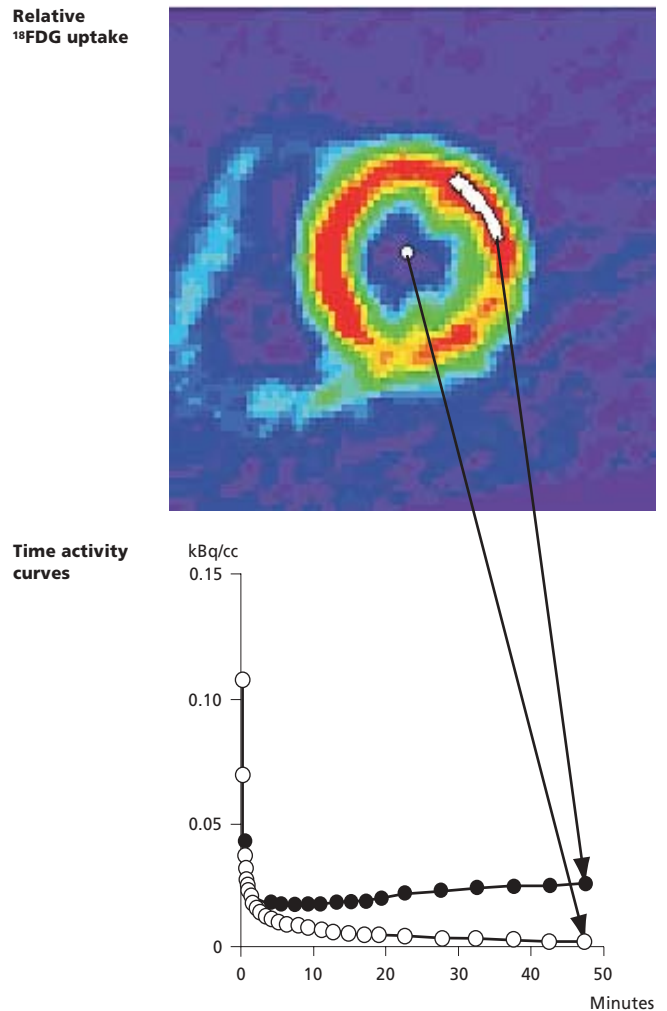 Relative
¹⁸FDG uptake
Time activity
curves
kBq/cc
0.15
0.10
0.05
0
0 10 20 30 40 50
Minutes